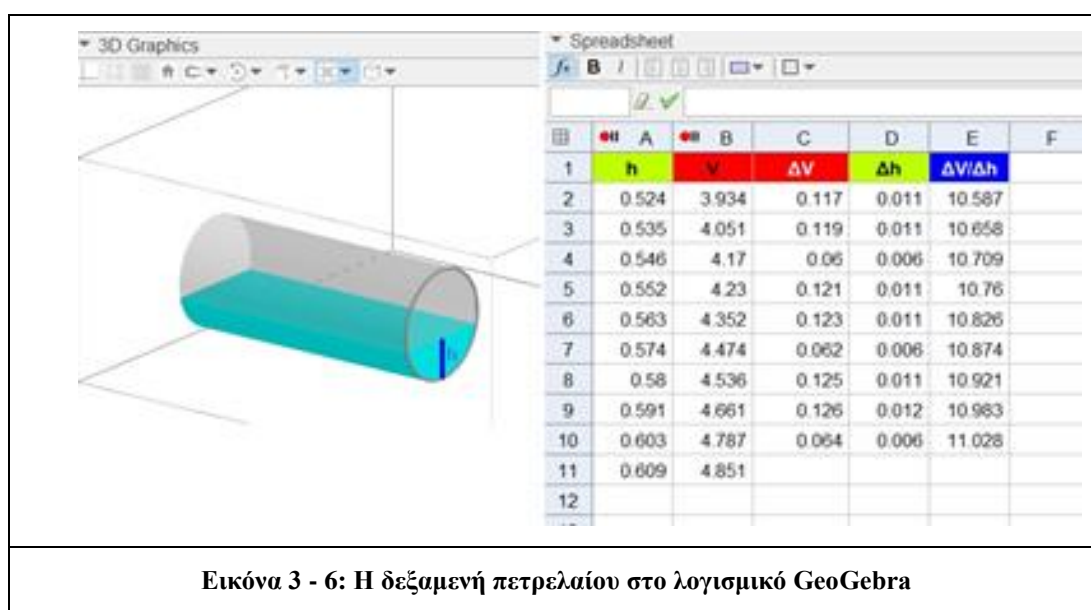 3D Graphics
Spreadsheet
B I
A B C D E F
1 h V ΔV Δh ΔV/Δh
2 0.524 3.934 0.117 0.011 10.587
3 0.535 4.051 0.119 0.011 10.658
4 0.546 4.17 0.06 0.006 10.709
5 0.552 4.23 0.121 0.011 10.76
6 0.563 4.352 0.123 0.011 10.826
7 0.574 4.474 0.062 0.006 10.874
8 0.58 4.536 0.125 0.011 10.921
9 0.591 4.661 0.126 0.012 10.983
10 0.603 4.787 0.064 0.006 11.028
11 0.609 4.851
12
h
Εικόνα 3 - 6: Η δεξαμενή πετρελαίου στο λογισμικό GeoGebra